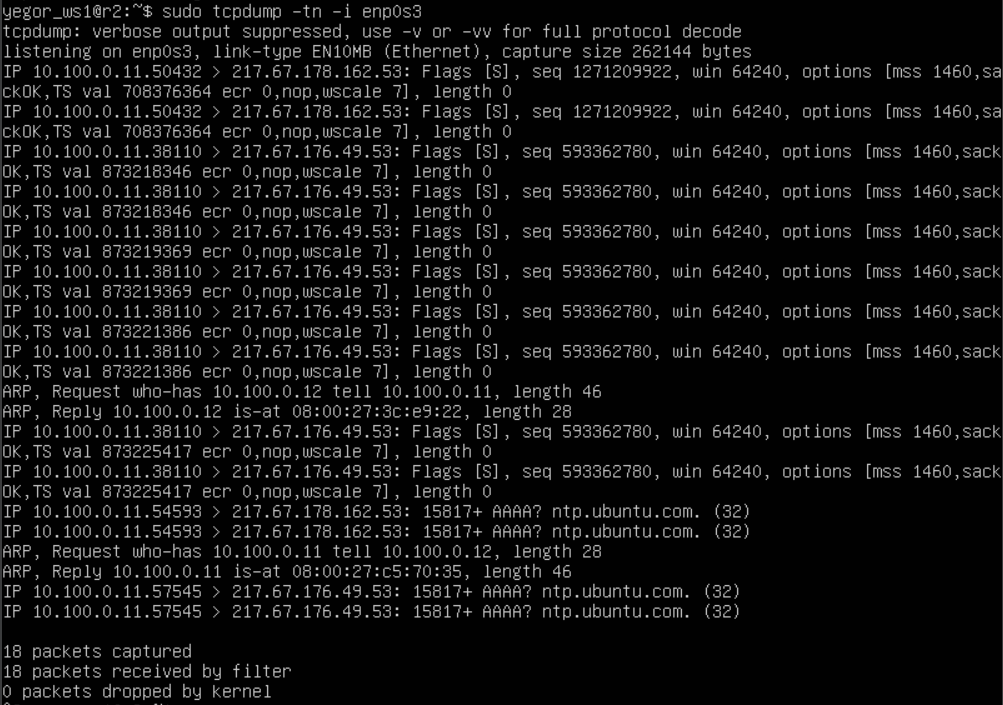 yegor_ws1@r2:~$ sudo tcpdump -tn -i enp0s3
tcpdump: verbose output suppressed, use -v or -vv for full protocol decode
listening on enp0s3, link-type EN10MB (Ethernet), capture size 262144 bytes
IP 10.100.0.11.50432 > 217.67.178.162.53: Flags [S], seq 1271209922, win 64240, options [mss 1460,sa
ckOK,TS val 708376364 ecr 0,nop,wscale 7], length 0
IP 10.100.0.11.50432 > 217.67.178.162.53: Flags [S], seq 1271209922, win 64240, options [mss 1460,sa
ckOK,TS val 708376364 ecr 0,nop,wscale 7], length 0
IP 10.100.0.11.38110 > 217.67.176.49.53: Flags [S], seq 593362780, win 64240, options [mss 1460,sack
OK,TS val 873218346 ecr 0,nop,wscale 7], length 0
IP 10.100.0.11.38110 > 217.67.176.49.53: Flags [S], seq 593362780, win 64240, options [mss 1460,sack
OK,TS val 873218346 ecr 0,nop,wscale 7], length 0
IP 10.100.0.11.38110 > 217.67.176.49.53: Flags [S], seq 593362780, win 64240, options [mss 1460,sack
OK,TS val 873219369 ecr 0,nop,wscale 7], length 0
IP 10.100.0.11.38110 > 217.67.176.49.53: Flags [S], seq 593362780, win 64240, options [mss 1460,sack
OK,TS val 873219369 ecr 0,nop,wscale 7], length 0
IP 10.100.0.11.38110 > 217.67.176.49.53: Flags [S], seq 593362780, win 64240, options [mss 1460,sack
OK,TS val 873221386 ecr 0,nop,wscale 7], length 0
IP 10.100.0.11.38110 > 217.67.176.49.53: Flags [S], seq 593362780, win 64240, options [mss 1460,sack
OK,TS val 873221386 ecr 0,nop,wscale 7], length 0
ARP, Request who-has 10.100.0.12 tell 10.100.0.11, length 46
ARP, Reply 10.100.0.12 is-at 08:00:27:3c:e9:22, length 28
IP 10.100.0.11.38110 > 217.67.176.49.53: Flags [S], seq 593362780, win 64240, options [mss 1460,sack
OK,TS val 873225417 ecr 0,nop,wscale 7], length 0
IP 10.100.0.11.38110 > 217.67.176.49.53: Flags [S], seq 593362780, win 64240, options [mss 1460,sack
OK,TS val 873225417 ecr 0,nop,wscale 7], length 0
IP 10.100.0.11.54593 > 217.67.178.162.53: 15817+ AAAA? ntp.ubuntu.com. (32)
IP 10.100.0.11.54593 > 217.67.178.162.53: 15817+ AAAA? ntp.ubuntu.com. (32)
ARP, Request who-has 10.100.0.11 tell 10.100.0.12, length 28
ARP, Reply 10.100.0.11 is-at 08:00:27:c5:70:35, length 46
IP 10.100.0.11.57545 > 217.67.176.49.53: 15817+ AAAA? ntp.ubuntu.com. (32)
IP 10.100.0.11.57545 > 217.67.176.49.53: 15817+ AAAA? ntp.ubuntu.com. (32)
18 packets captured
18 packets received by filter
0 packets dropped by kernel